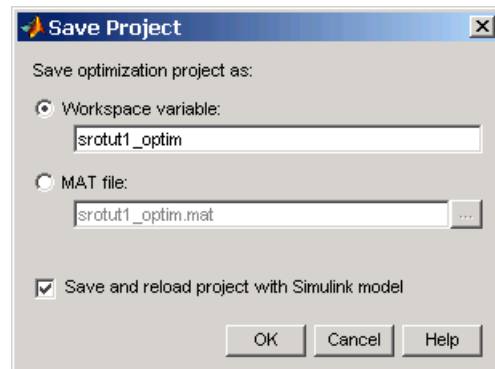 Save Project
Save optimization project as:
Workspace variable:
srotut1_optim
MAT file:
srotut1_optim.mat
...
Save and reload project with Simulink model
OK Cancel Help